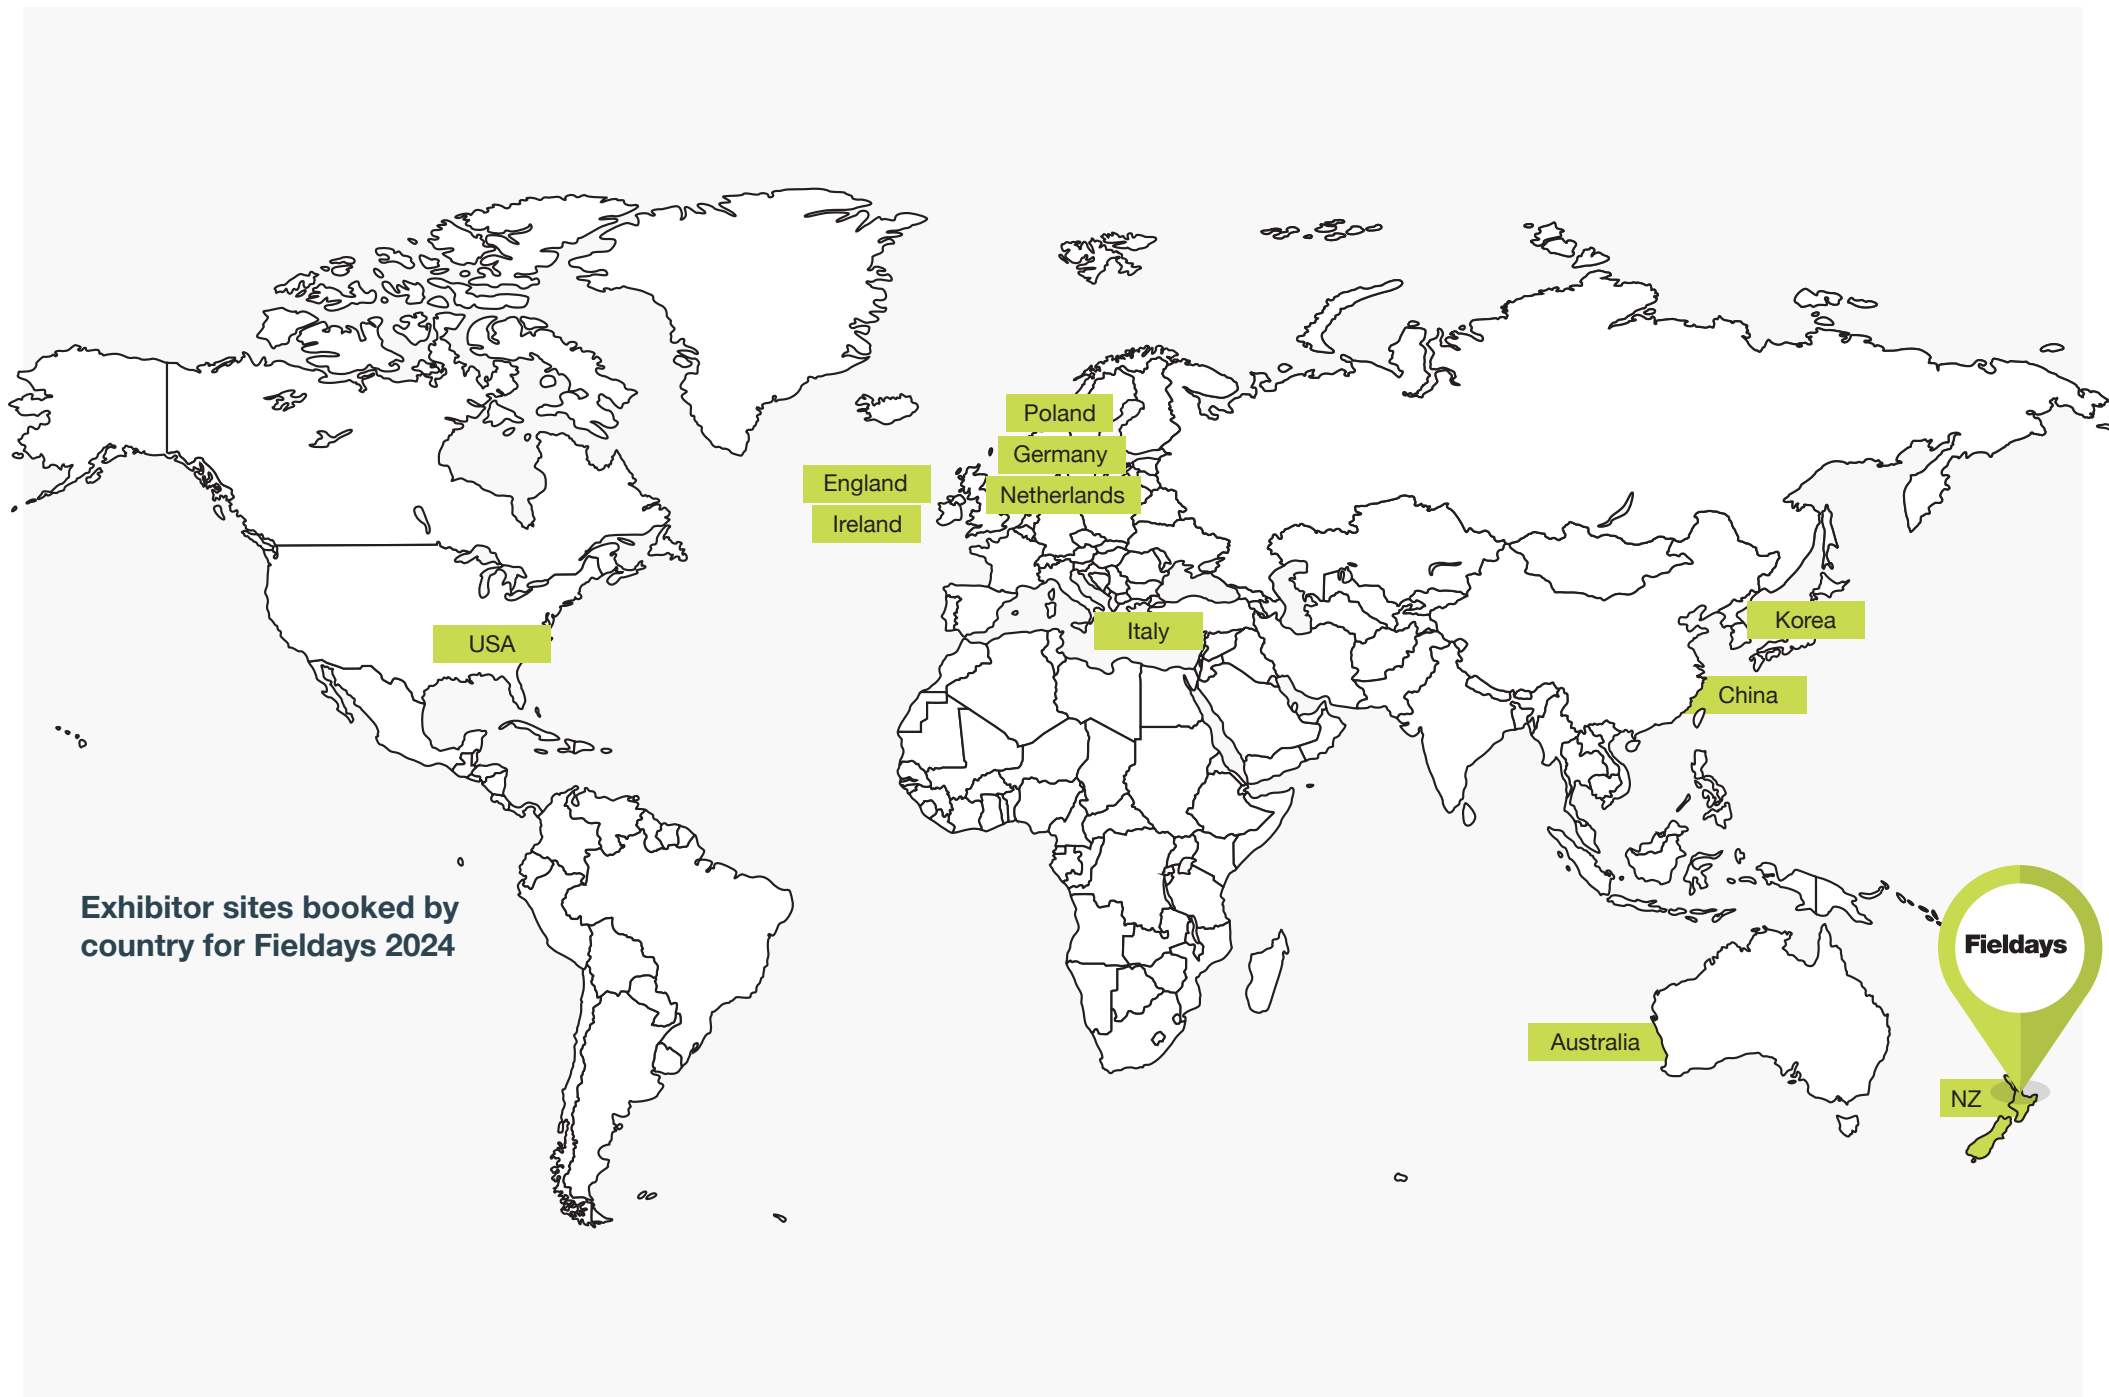 Poland
Germany
England
Netherlands
Ireland
Korea
Italy
USA
China
Exhibitor sites booked by
country for Fieldays 2024
Fieldays
Australia
NZ